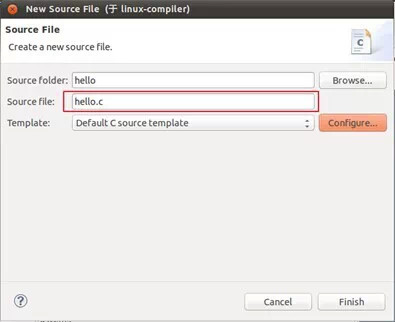 New Source File (于 linux-compiler)
Source File
Create a new source file.
C
Source folder: hello Browse...
Source file: hello.c
Template: Default C source template Configure...
? Cancel Finish